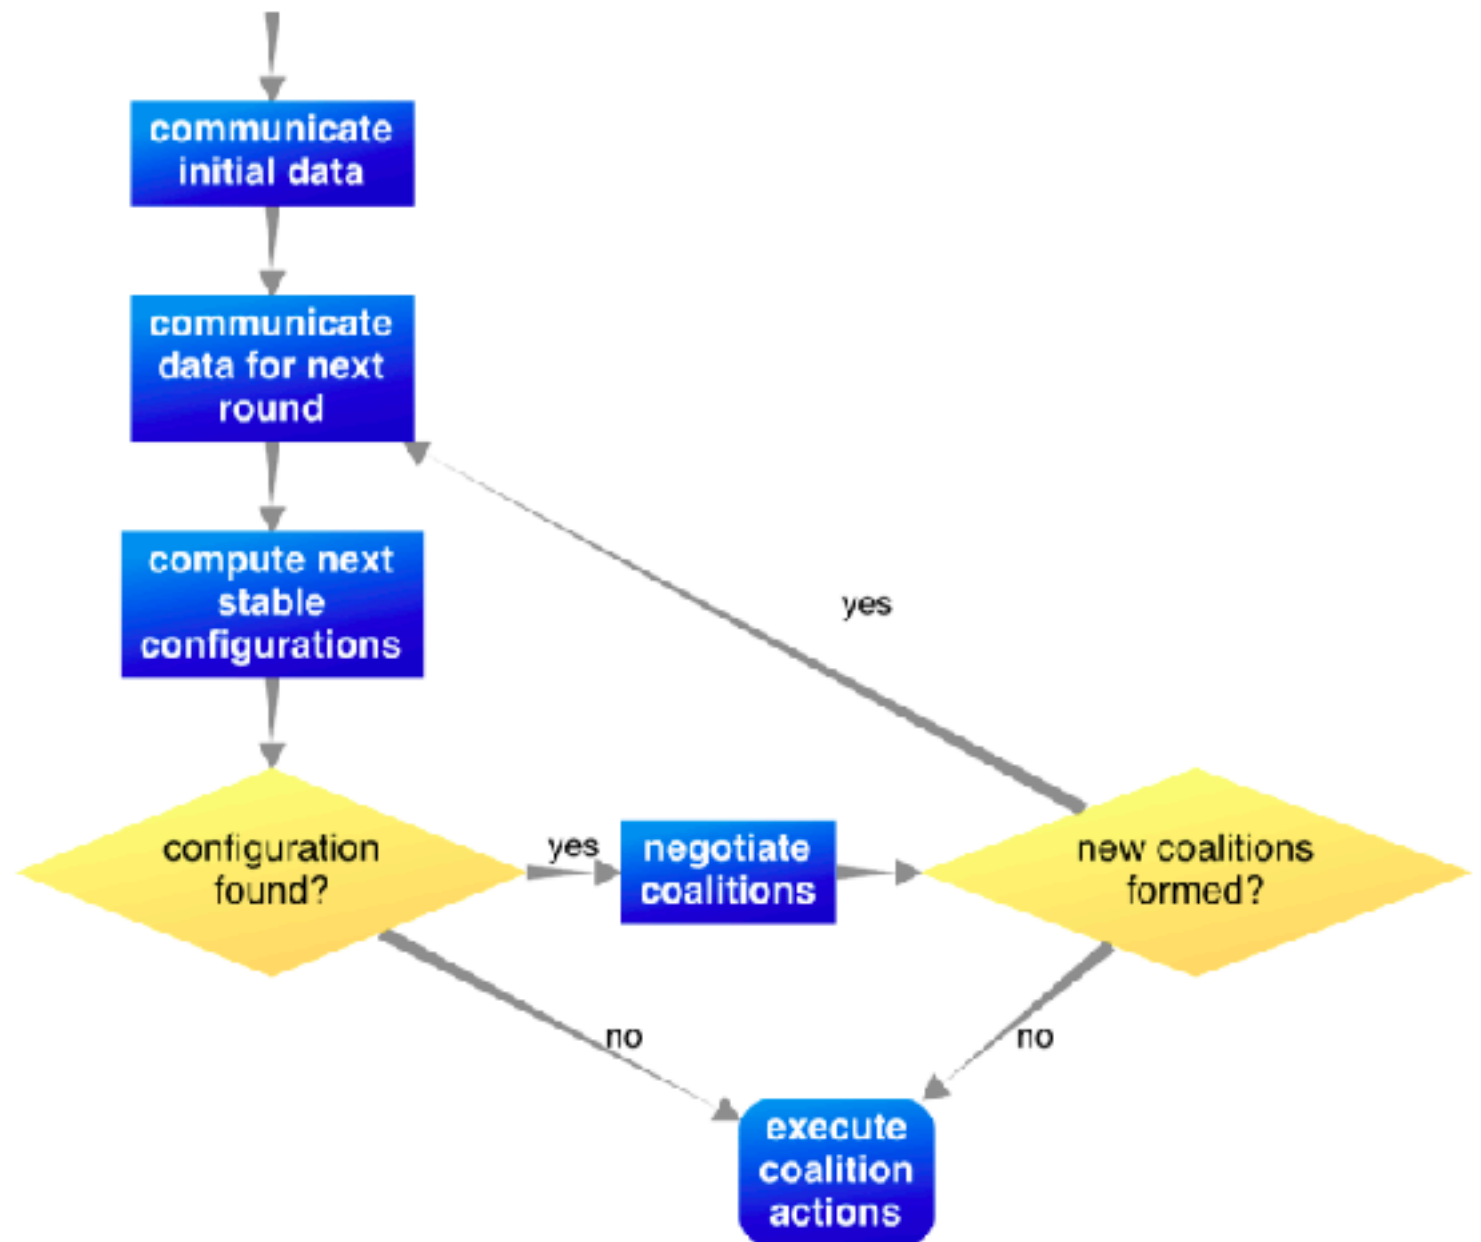 communicate
initial data
communicate
data for next
round
compute next
stable
configurations
yes
configuration
found?
yes
negotiate
coalitions
new coalitions
formed?
no
no
execute
coalition
actions